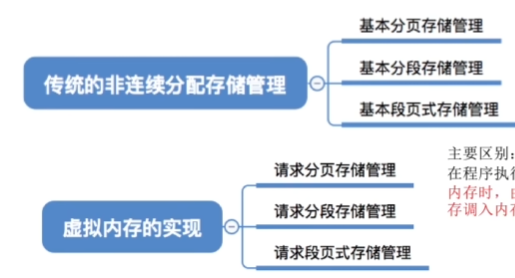 基本分页存储管理
传统的非连续分配存储管理
基本分段存储管理
基本段页式存储管理
主要区别:
在程序执行
内存时,
存调入内存
请求分页存储管理
虚拟内存的实现
请求分段存储管理
请求段页式存储管理